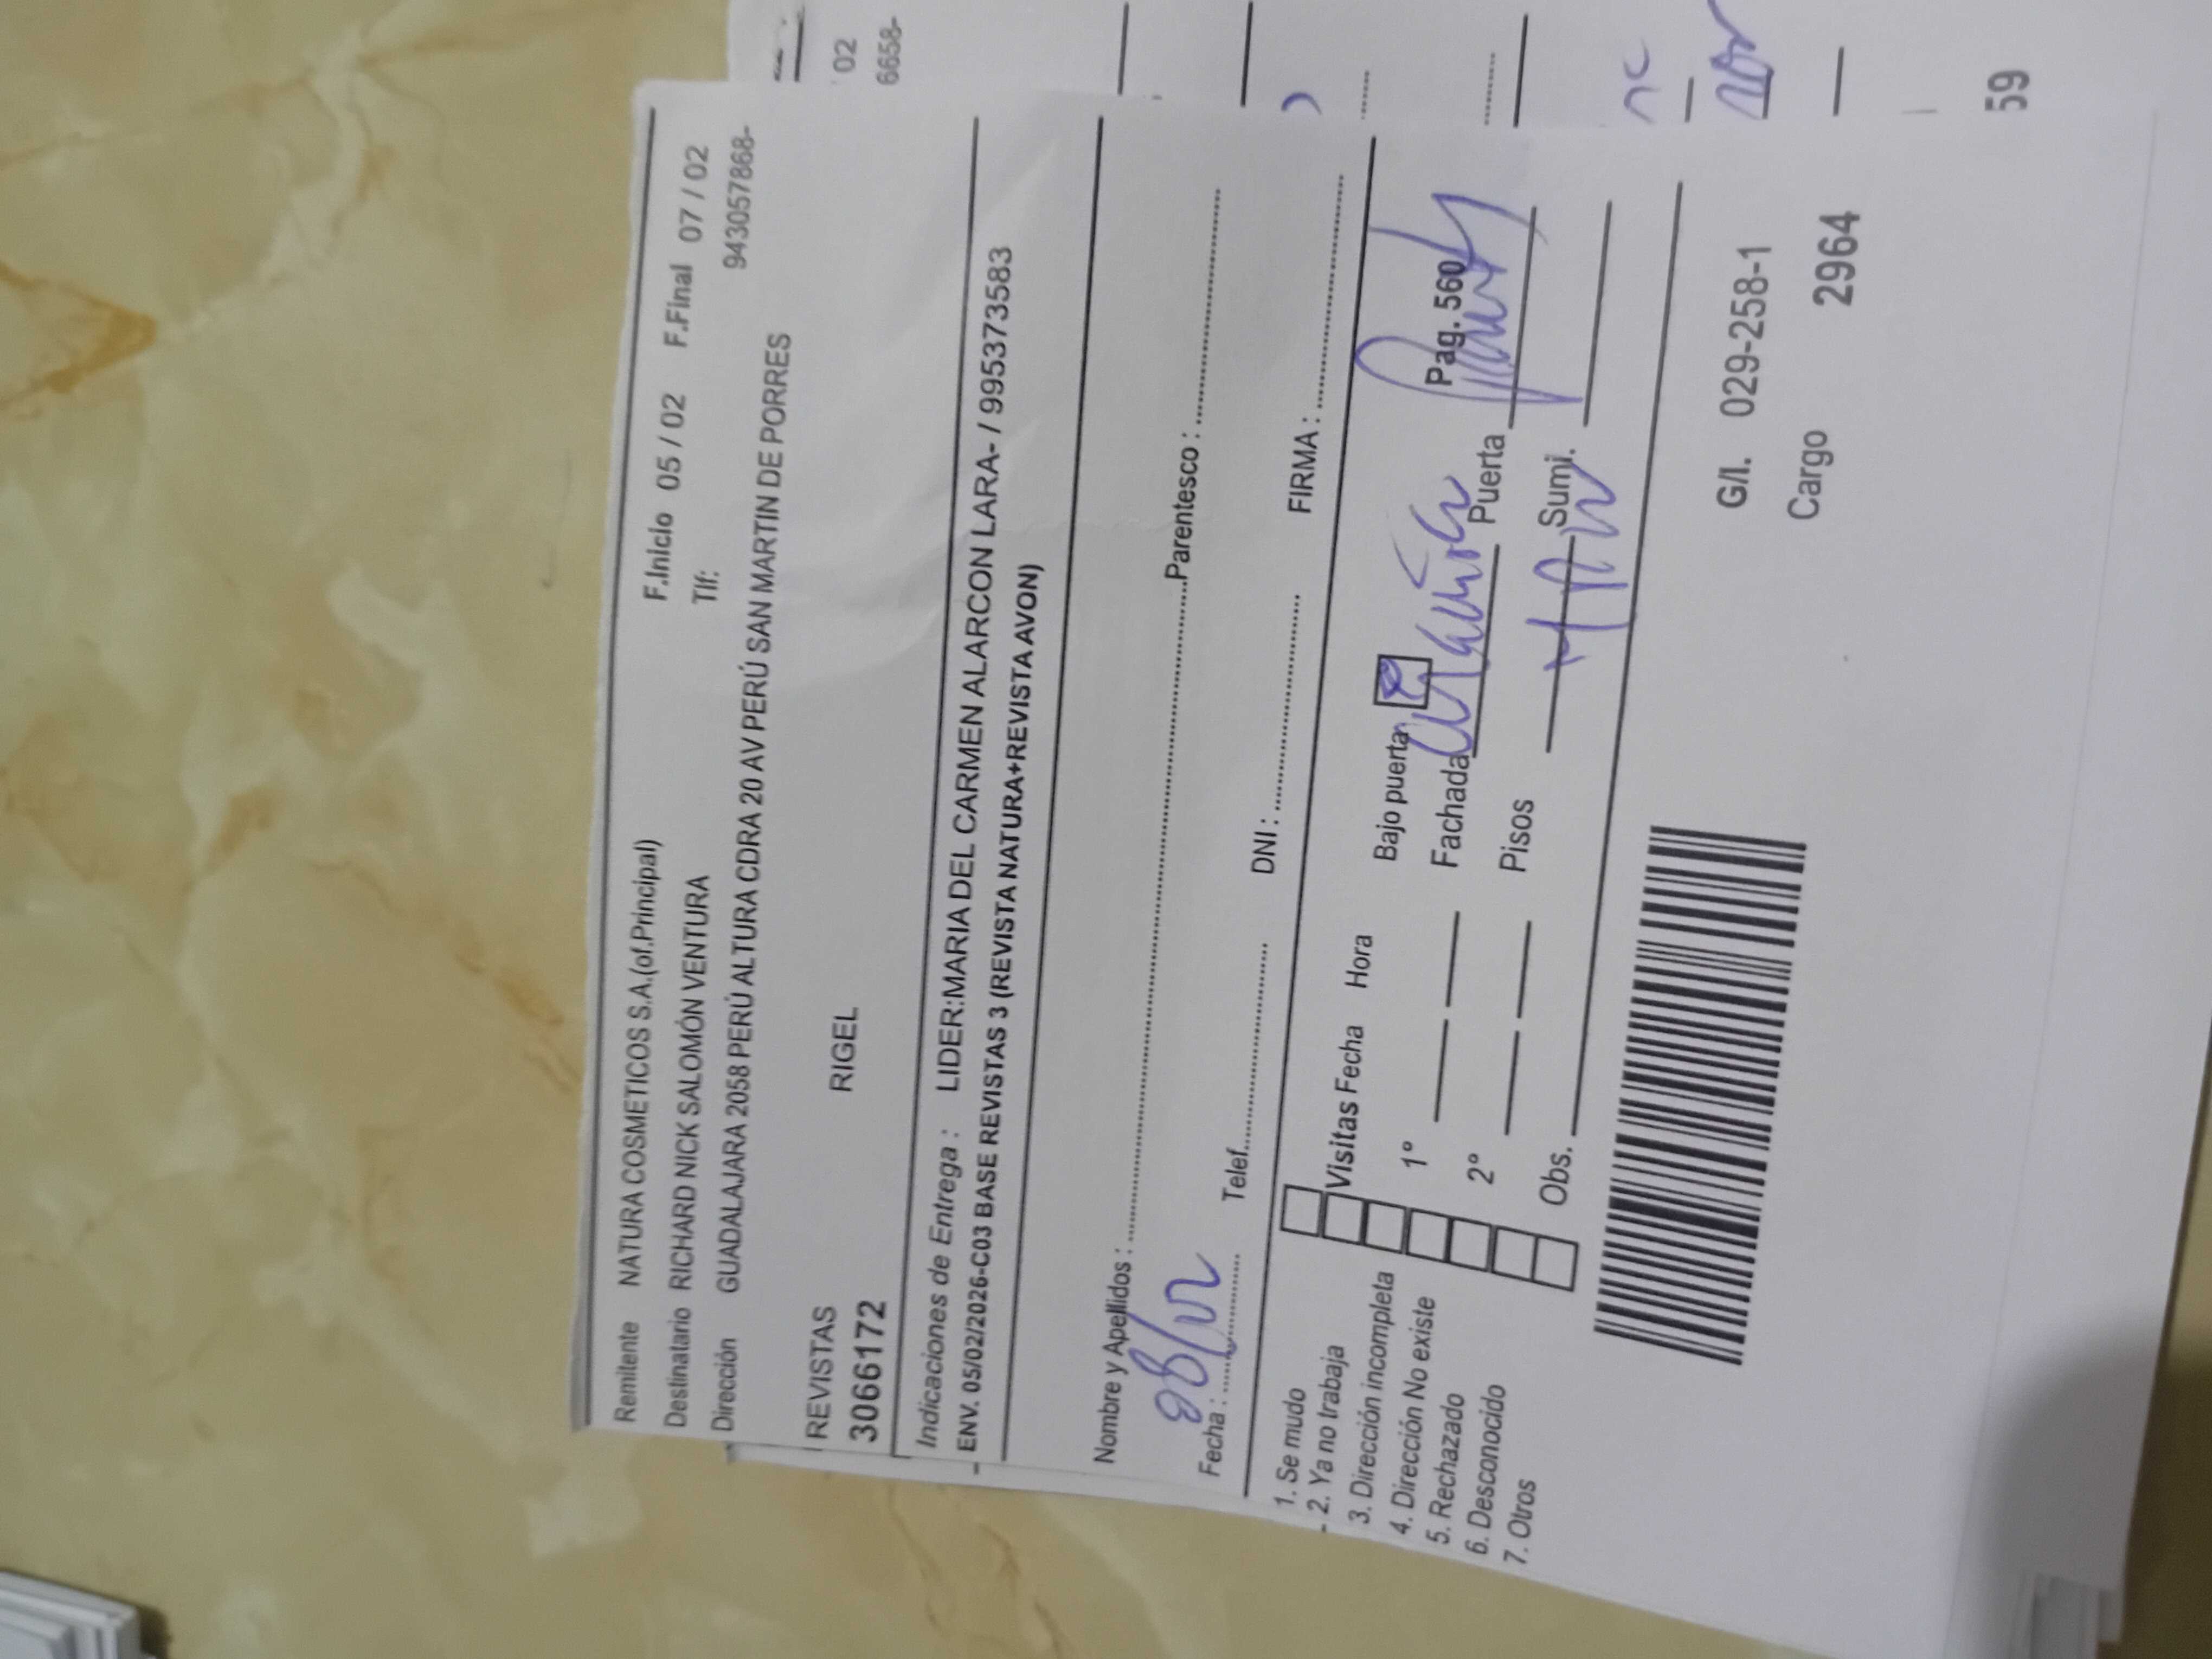 Remitente NATURA COSMETICOS S.A.(of.Principal) F.Inicio 05 / 02 F.Final 07 / 02
Destinatario RICHARD NICK SALOMÓN VENTURA Tlf: 943057868-
Dirección GUADALAJARA 2058 PERÚ ALTURA CDRA 20 AV PERÚ SAN MARTIN DE PORRES
REVISTAS RIGEL
3066172
Indicaciones de Entrega : LIDER:MARIA DEL CARMEN ALARCON LARA- / 995373583
ENV. 05/02/2026-C03 BASE REVISTAS 3 (REVISTA NATURA+REVISTA AVON)
Nombre y Apellidos : Parentesco :
Fecha : Telef. DNI : FIRMA :
1. Se mudo
2. Ya no trabaja
3. Dirección incompleta
4. Dirección No existe
5. Rechazado
6. Desconocido
7. Otros
Visitas Fecha Hora
1°
2°
Obs.
Bajo puerta Pag. 560
Fachada Puerta
Pisos Sumi.
G/I. 029-258-1
Cargo 2964
02
6658-
59